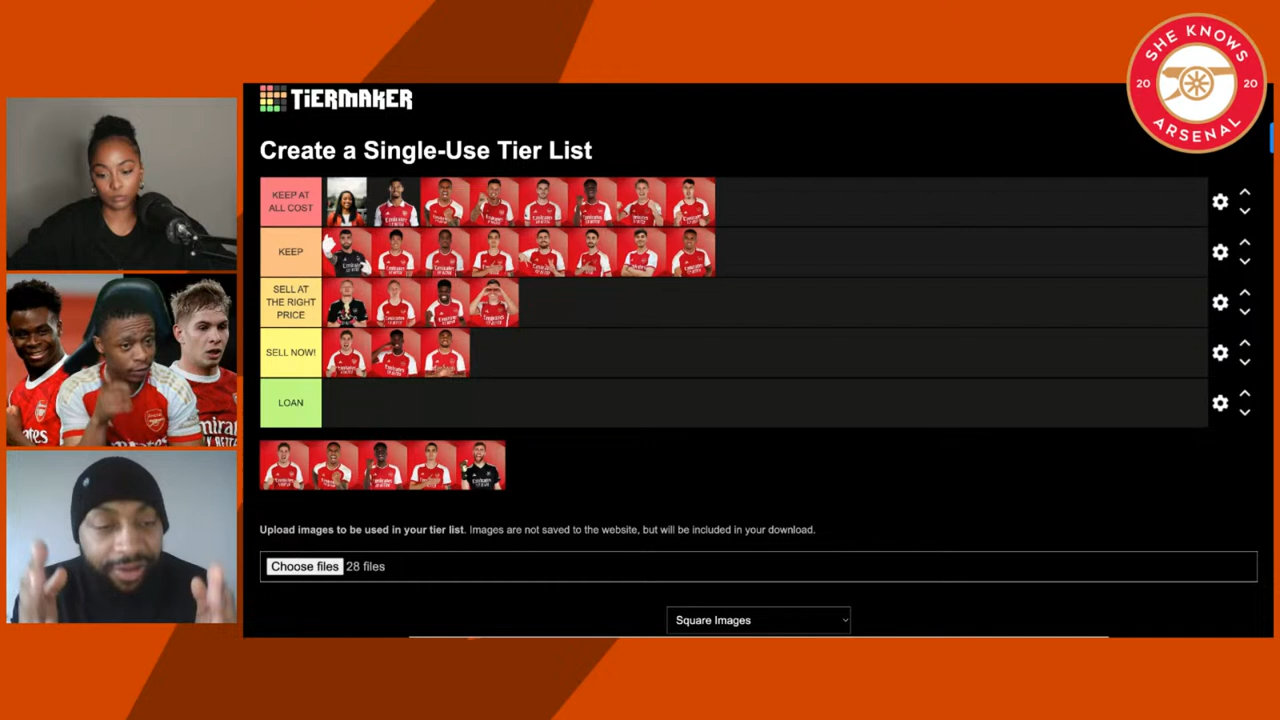 SHE KNOWS
20 20
ARSENAL
TiERMAKER
Create a Single-Use Tier List
KEEP AT
ALL COST
KEEP
SELL AT
THE RIGHT
PRICE
SELL NOW!
LOAN
Upload images to be used in your tier list. Images are not saved to the website, but will be included in your download.
Choose files 28 files
Square Images